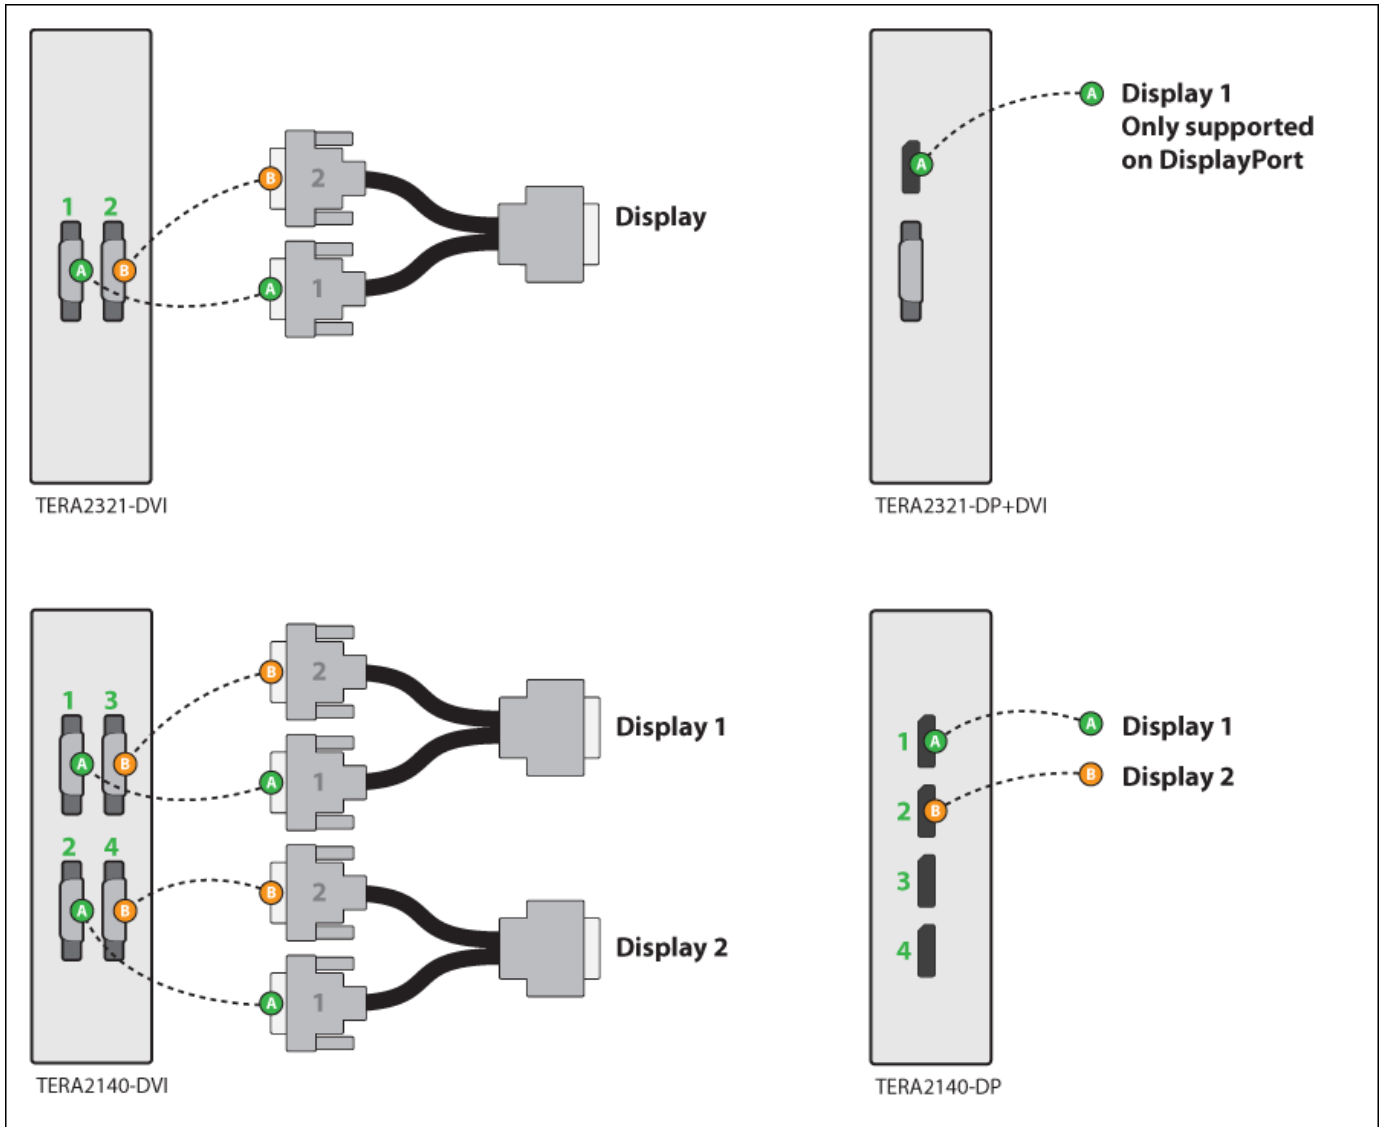 1 2
A B
B 2
A 1
Display
TERA2321-DVI
A Display 1
Only supported
on DisplayPort
A
TERA2321-DP+DVI
1 3
A B
2 4
A B
B 2
A 1
Display 1
B 2
A 1
Display 2
TERA2140-DVI
1 A
2 B
3
4
A Display 1
B Display 2
TERA2140-DP